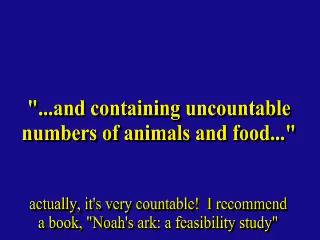 "...and containing uncountable
numbers of animals and food..."
actually, it's very countable!  I recommend
a book, "Noah's ark: a feasibility study"